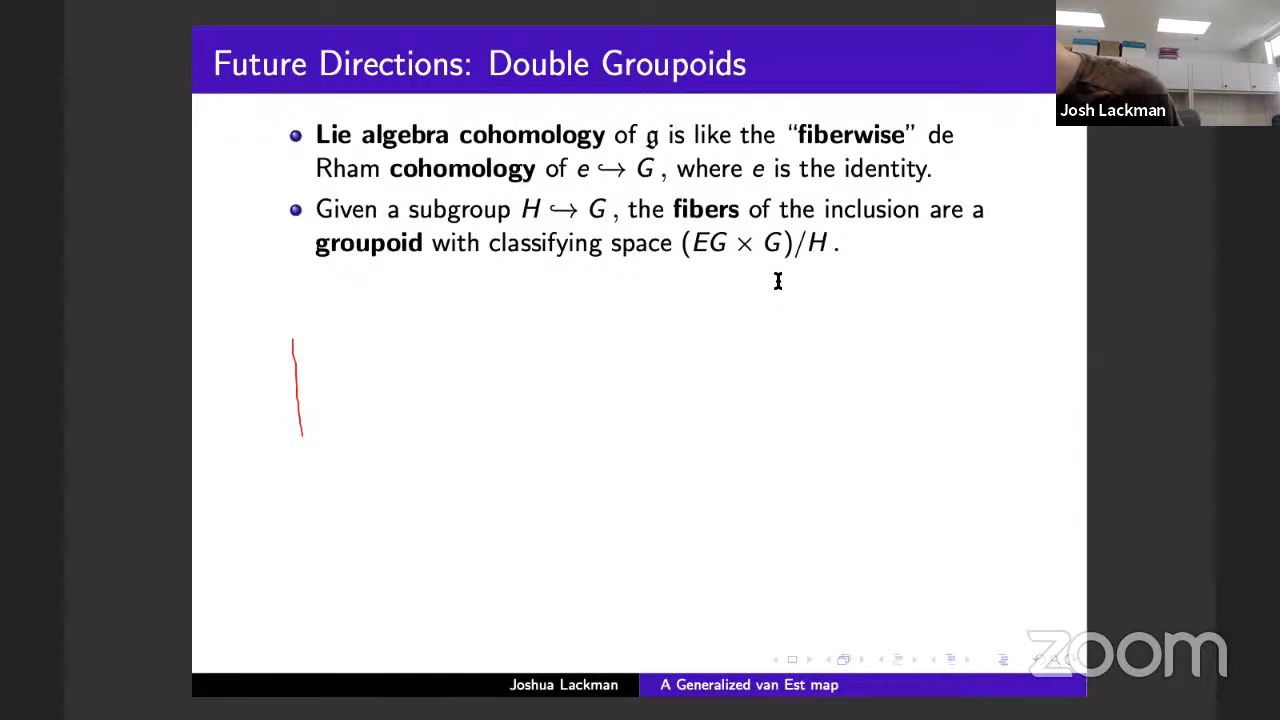 Future Directions: Double Groupoids
Josh Lackman
Lie algebra cohomology of 𝔤 is like the “fiberwise” de
Rham cohomology of e ↪ G , where e is the identity.
Given a subgroup H ↪ G , the fibers of the inclusion are a
groupoid with classifying space (EG × G)/H .
zoom
Joshua Lackman
A Generalized van Est map